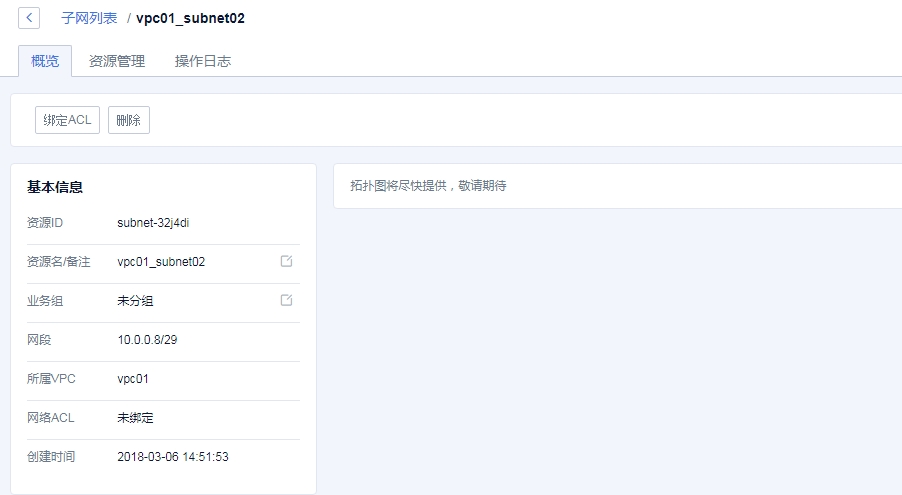 子网列表 / vpc01_subnet02
概览 资源管理 操作日志
绑定ACL 删除
基本信息
拓扑图将尽快提供，敬请期待
资源ID subnet-32j4di
资源名/备注 vpc01_subnet02
业务组 未分组
网段 10.0.0.8/29
所属VPC vpc01
网络ACL 未绑定
创建时间 2018-03-06 14:51:53